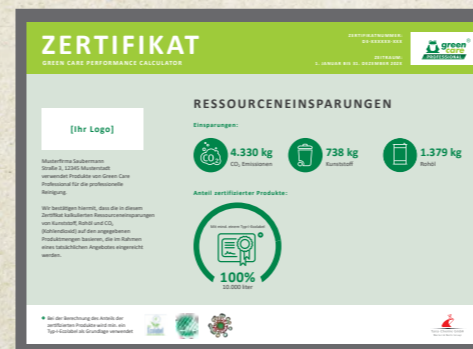 ZERTIFIKAT
GREEN CARE PERFORMANCE CALCULATOR
ZERTIFIKATNUMMER:
ZEITRAUM:
1. JANUAR BIS 31. DEZEMBER 2023
green
care
PROFESSIONAL
[Ihr Logo]
Musterfirma Saubermann
Straße 3, 12345 Musterstadt
verwendet Produkte von Green Care
Professional für die professionelle
Reinigung.
Wir bestätigen hiermit, dass die in diesem
Zertifikat kalkulierten Ressourceneinsparungen
von Kunststoff, Rohöl und CO₂
(Kohlendioxid) auf den angegebenen
Produktmengen basieren, die im Rahmen
eines tatsächlichen Angebotes eingereicht
werden.
RESSOURCENEINSPARUNGEN
Einsparungen:
CO₂
4.330 kg
CO₂ Emissionen
738 kg
Kunststoff
1.379 kg
Rohöl
Anteil zertifizierter Produkte:
100%
10.000 liter
Bei der Berechnung des Anteils der
zertifizierten Produkte wird min. ein
Typ-I-Ecolabel als Grundlage verwendet